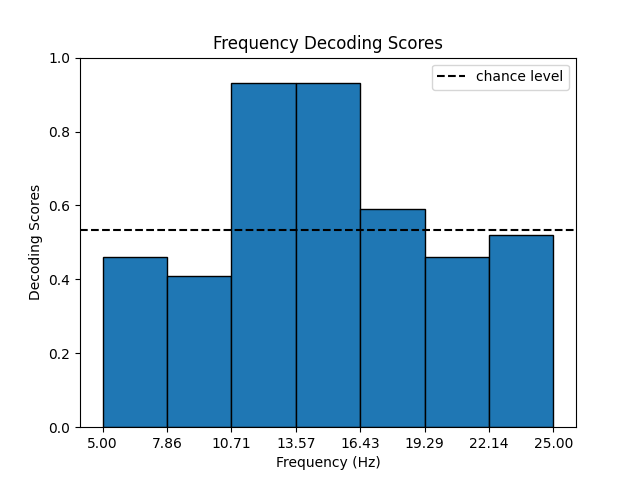 Frequency Decoding Scores
1.0
chance level
0.8
0.6
0.4
0.2
0.0
Decoding Scores
5.00 7.86 10.71 13.57 16.43 19.29 22.14 25.00
Frequency (Hz)